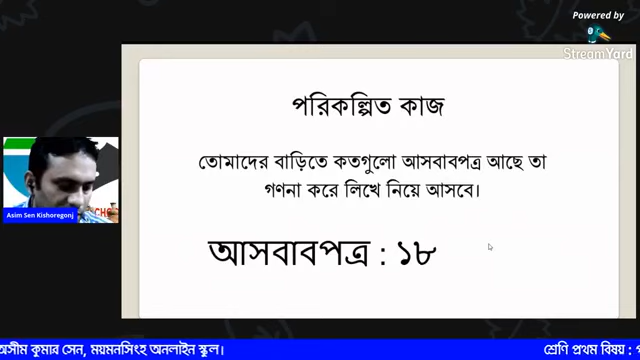 Powered by
StreamYard
পরিকল্পিত কাজ
তোমাদের বাড়িতে কতগুলো আসবাবপত্র আছে তা
গণনা করে লিখে নিয়ে আসবে।
আসবাবপত্র : ১৮
Asim Sen Kishoregonj
অসীম কুমার সেন, ময়মনসিংহ অনলাইন স্কুল।
শ্রেণি প্রথম বিষয় :